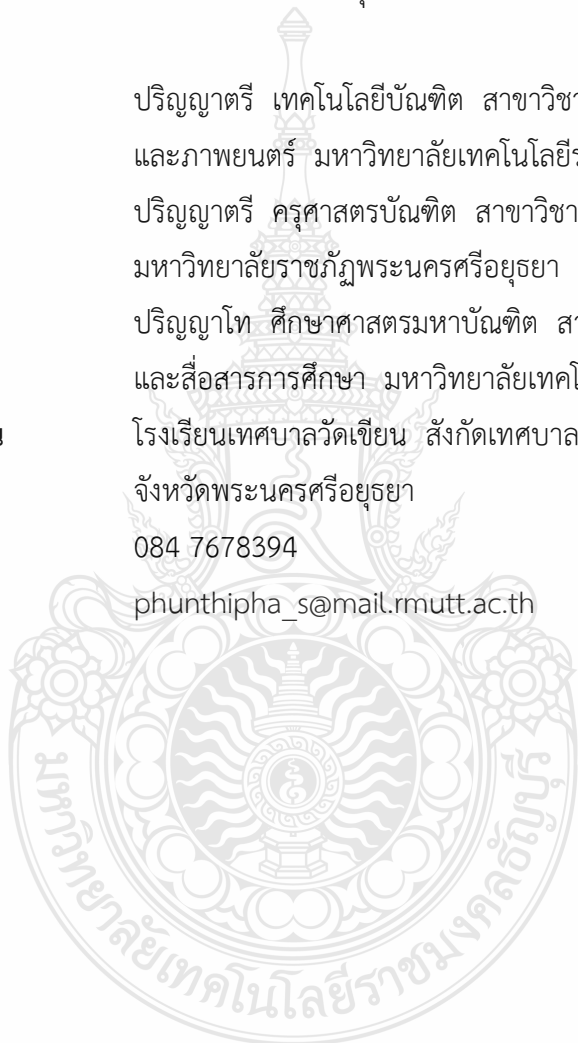 ปริญญาตรี เทคโนโลยีบัณฑิต สาขาวิชา
และภาพยนตร์ มหาวิทยาลัยเทคโนโลยีร
ปริญญาตรี ครุศาสตรบัณฑิต สาขาวิชา
มหาวิทยาลัยราชภัฏพระนครศรีอยุธยา
ปริญญาโท ศึกษาศาสตรมหาบัณฑิต สา
และสื่อสารการศึกษา มหาวิทยาลัยเทคโ
น โรงเรียนเทศบาลวัดเขียน สังกัดเทศบาล
จังหวัดพระนครศรีอยุธยา
084 7678394
phunthipha_s@mail.rmutt.ac.th
มหาวิทยาลัยเทคโนโลยีราชมงคลธัญบุรี